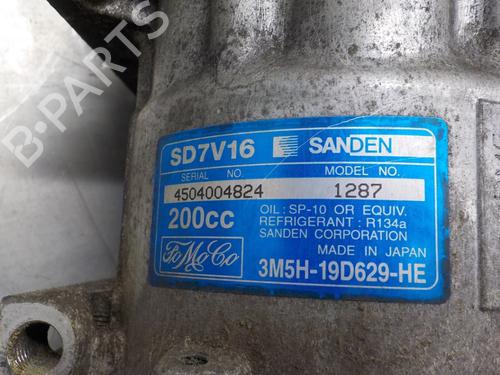 B-PARTS
SD7V16 SANDEN
SERIAL NO. MODEL NO.
4504004824 1287
200cc OIL: SP-10 OR EQUIV.
REFRIGERANT: R134a
SANDEN CORPORATION
MADE IN JAPAN
FoMoCo 3M5H-19D629-HE